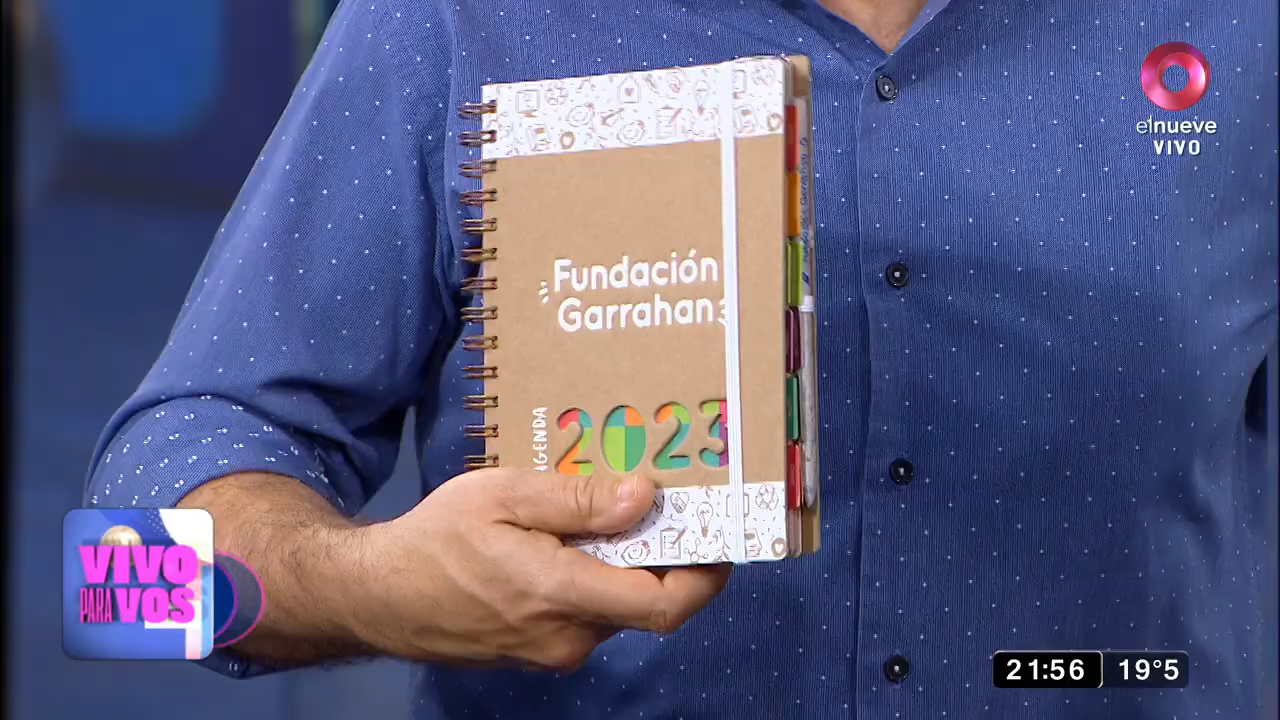 elnueve
VIVO
Fundación
Garrahan
AGENDA
2023
VIVO
PARA VOS
21:56 19°5